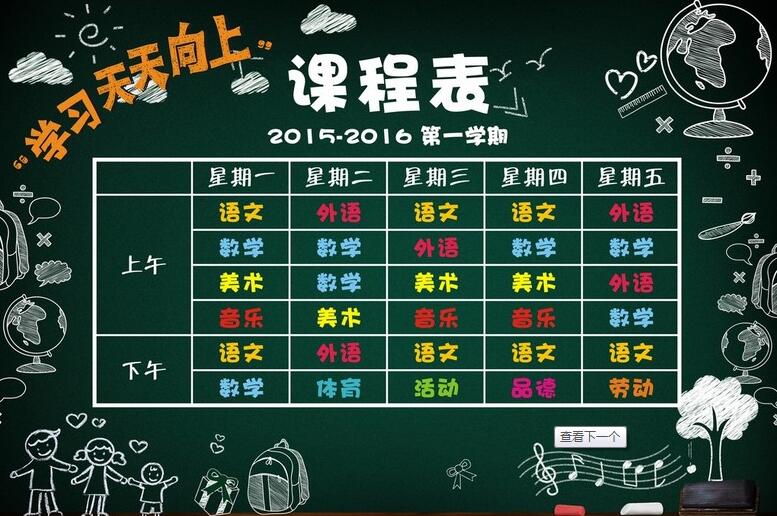 “学习天天向上”
课程表
2015-2016 第一学期
星期一 星期二 星期三 星期四 星期五
上午
语文 外语 语文 语文 外语
数学 数学 外语 数学 数学
美术 数学 美术 美术 外语
音乐 美术 音乐 音乐 数学
下午
语文 外语 语文 语文 语文
数学 体育 活动 品德 劳动
查看下一个